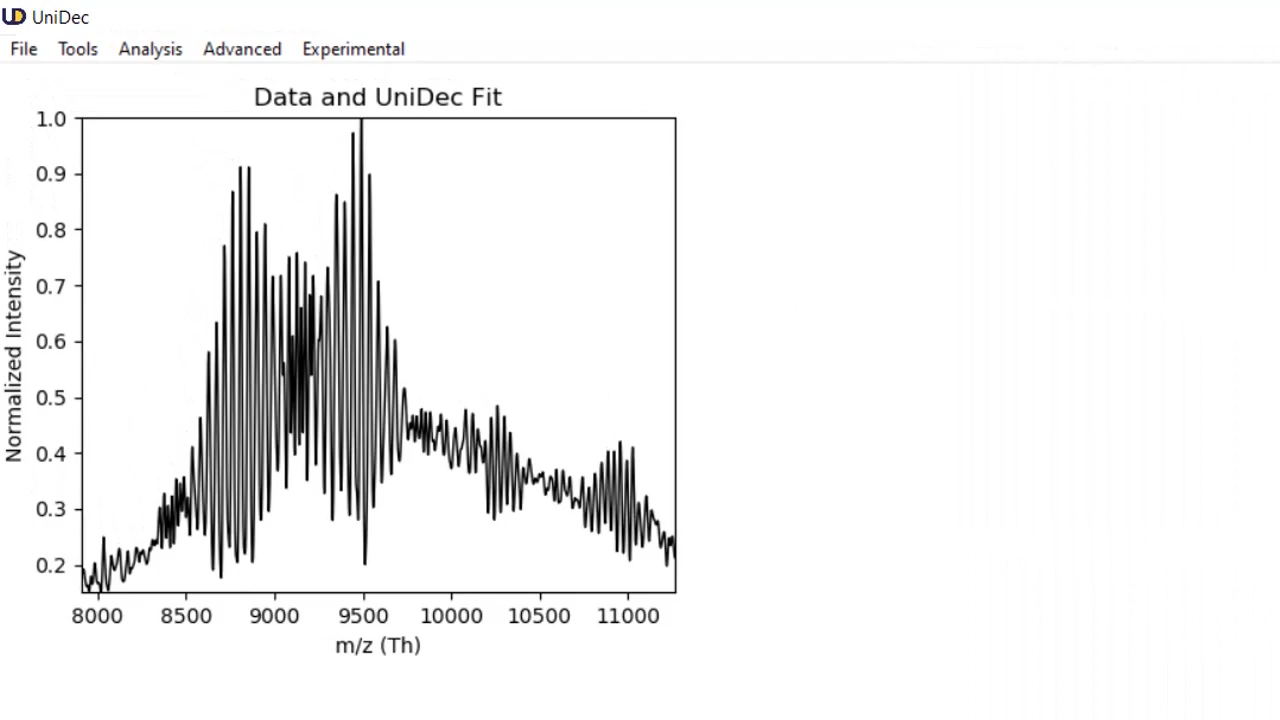 UD UniDec
File Tools Analysis Advanced Experimental
Data and UniDec Fit
1.0
0.9
0.8
0.7
0.6
0.5
0.4
0.3
0.2
Normalized Intensity
8000 8500 9000 9500 10000 10500 11000
m/z (Th)